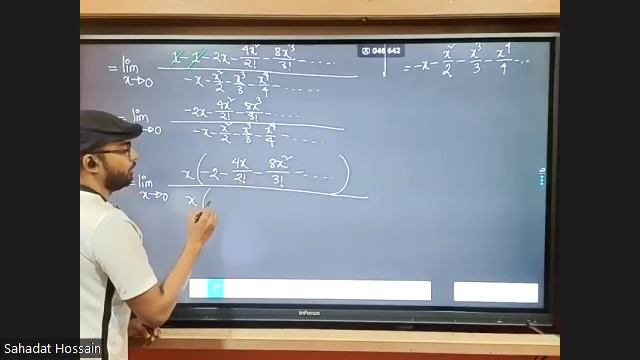 = lim x→0 (1 - 1 - 2x - 4x²/2! - 8x³/3! - ....) / (-x - x²/2 - x³/3 - x⁴/4 - .....)
= -x - x²/2 - x³/3 - x⁴/4 - ...
046 642
= lim x→0 (-2x - 4x²/2! - 8x³/3! - ....) / (-x - x²/2 - x³/3 - x⁴/4 - .....)
= lim x→0 x(-2 - 4x/2! - 8x²/3! - ....) / x(
InFocus
Sahadat Hossain